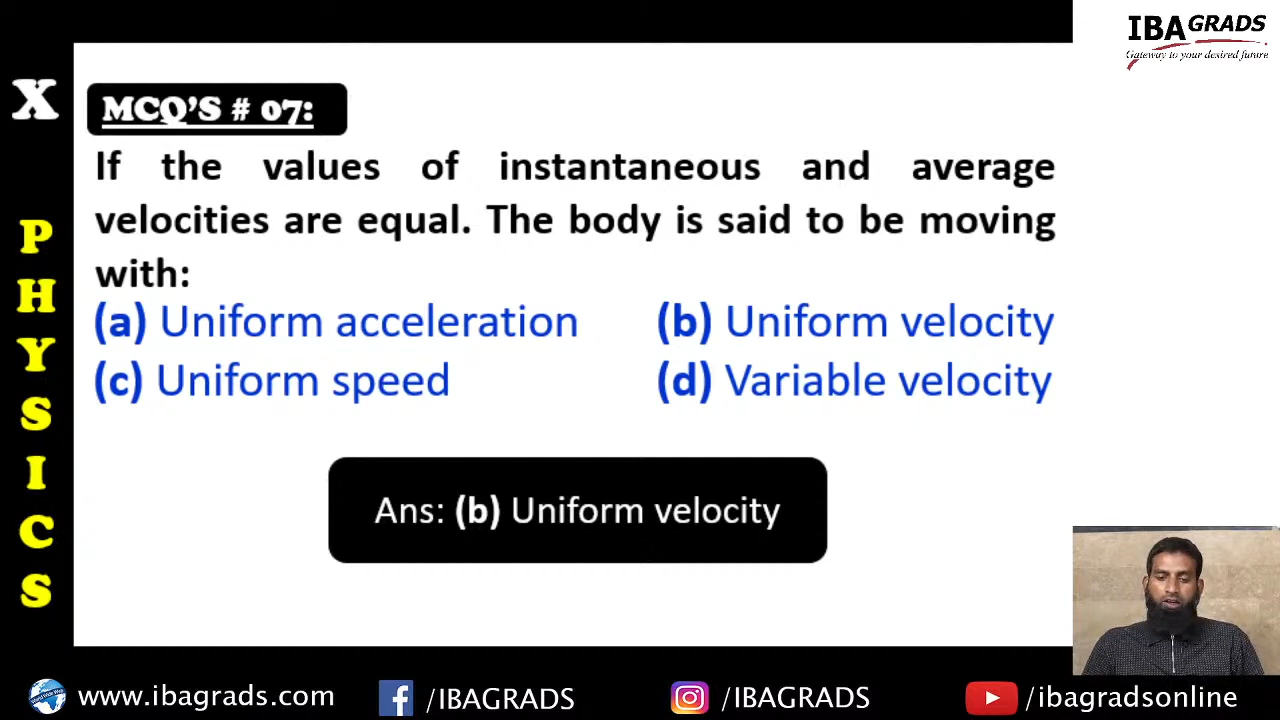 IBA GRADS
Gateway to your desired future
X
PHYSICS
MCQ'S # 07:
If the values of instantaneous and average
velocities are equal. The body is said to be moving
with:
(a) Uniform acceleration (b) Uniform velocity
(c) Uniform speed (d) Variable velocity
Ans: (b) Uniform velocity
www.ibagrads.com /IBAGRADS /IBAGRADS /ibagradsonline